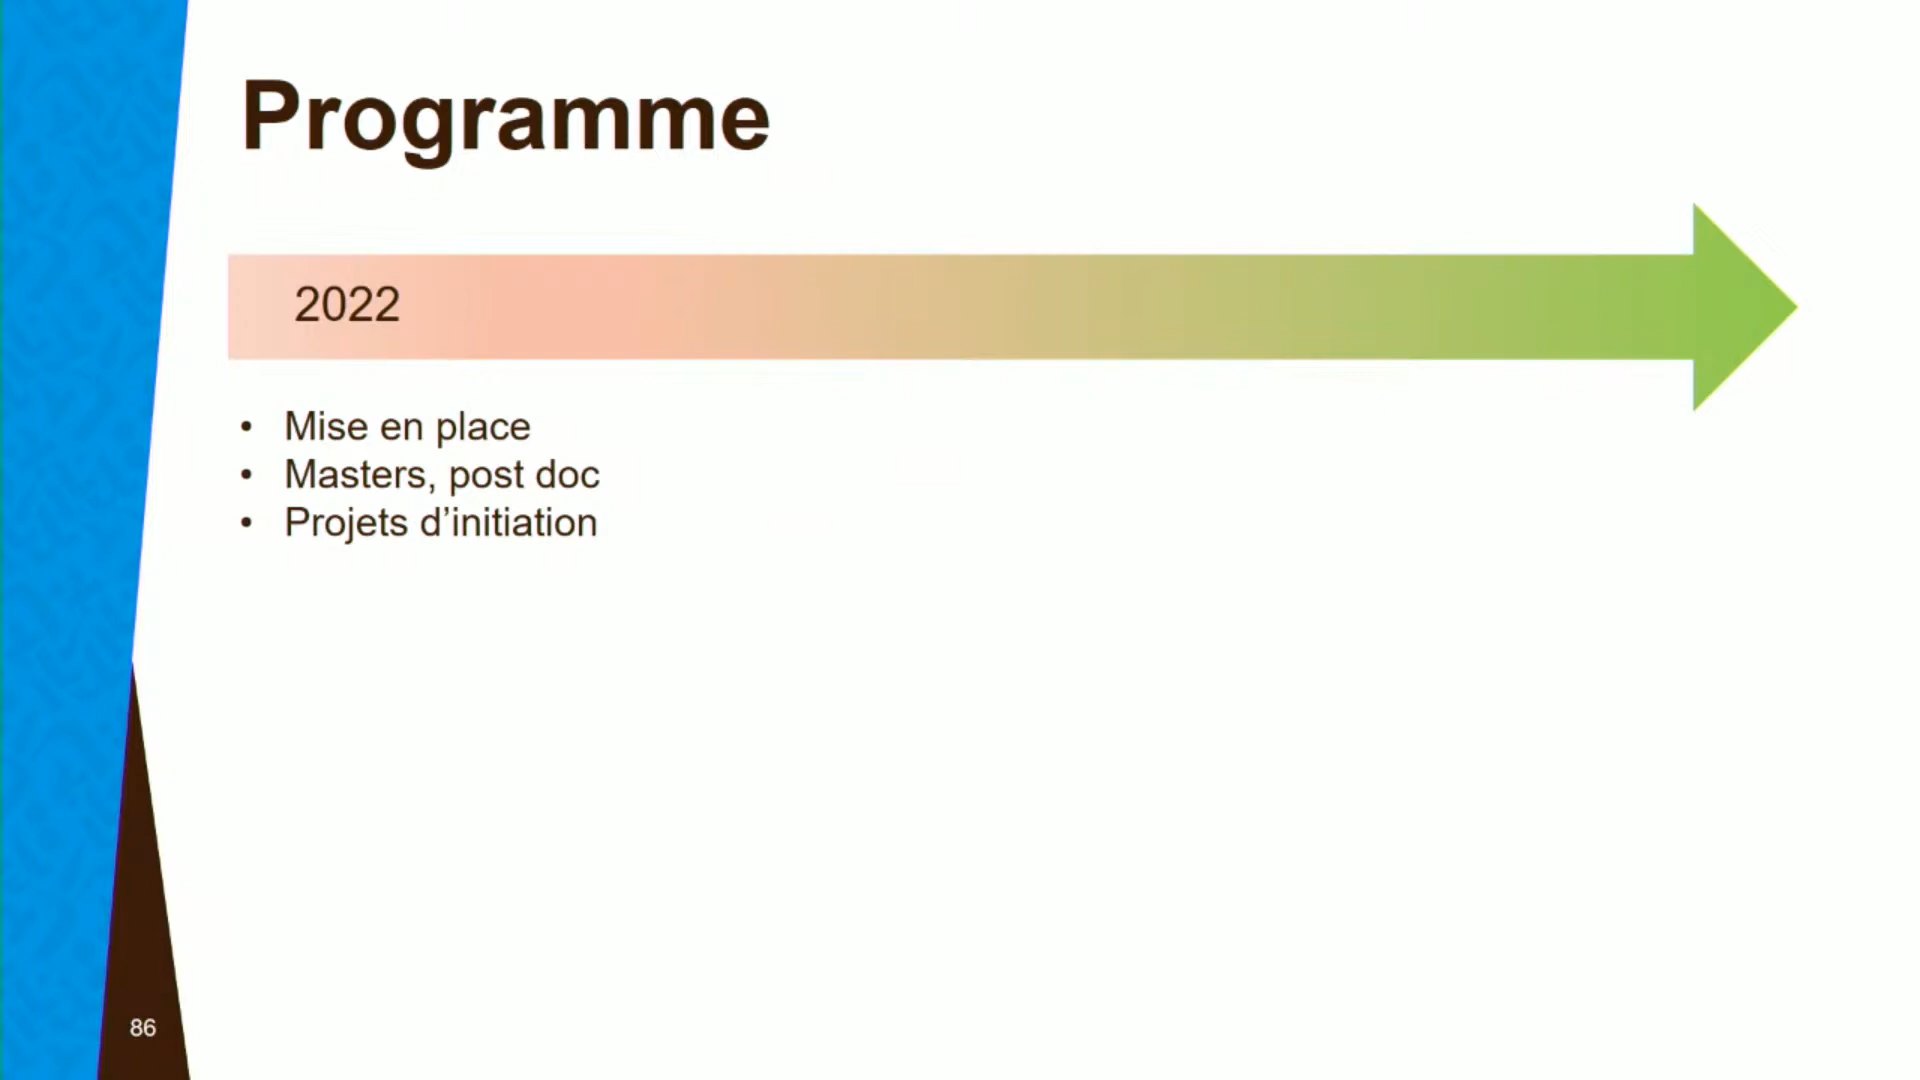 Programme
2022
• Mise en place
• Masters, post doc
• Projets d’initiation
86